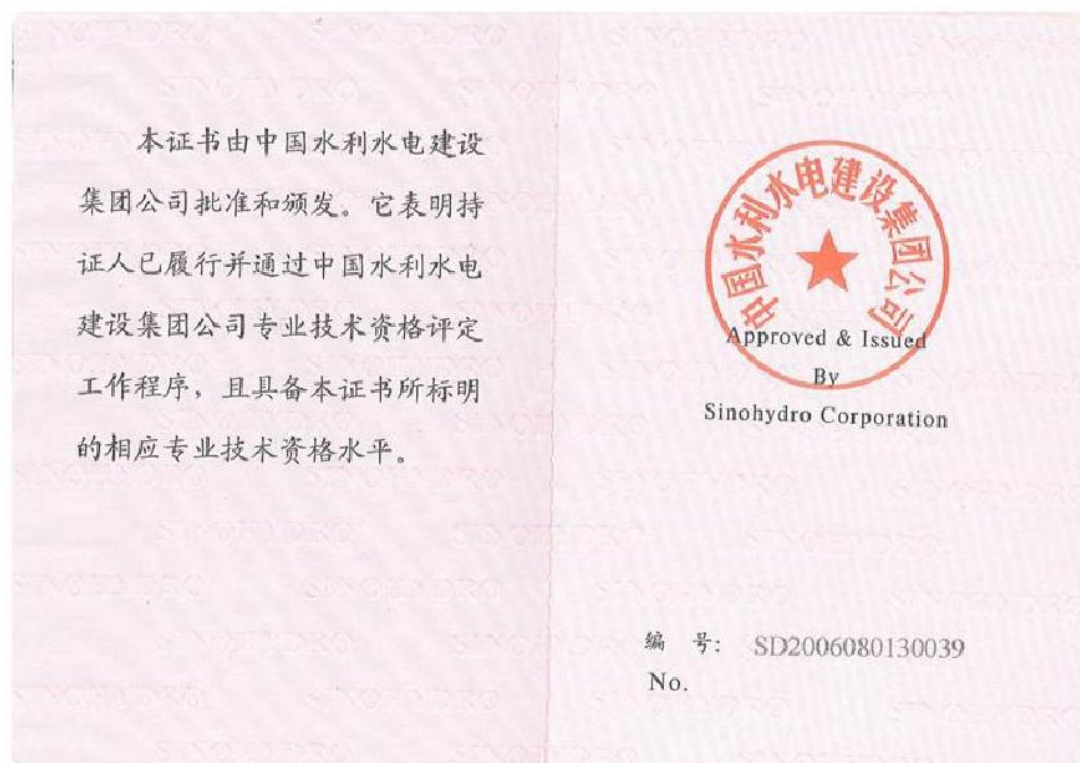 本证书由中国水利水电建设
集团公司批准和颁发。它表明持
证人已履行并通过中国水利水电
建设集团公司专业技术资格评定
工作程序，且具备本证书所标明
的相应专业技术资格水平。
中国水利水电建设集团公司
Approved & Issued
By
Sinohydro Corporation
编 号: SD2006080130039
No.